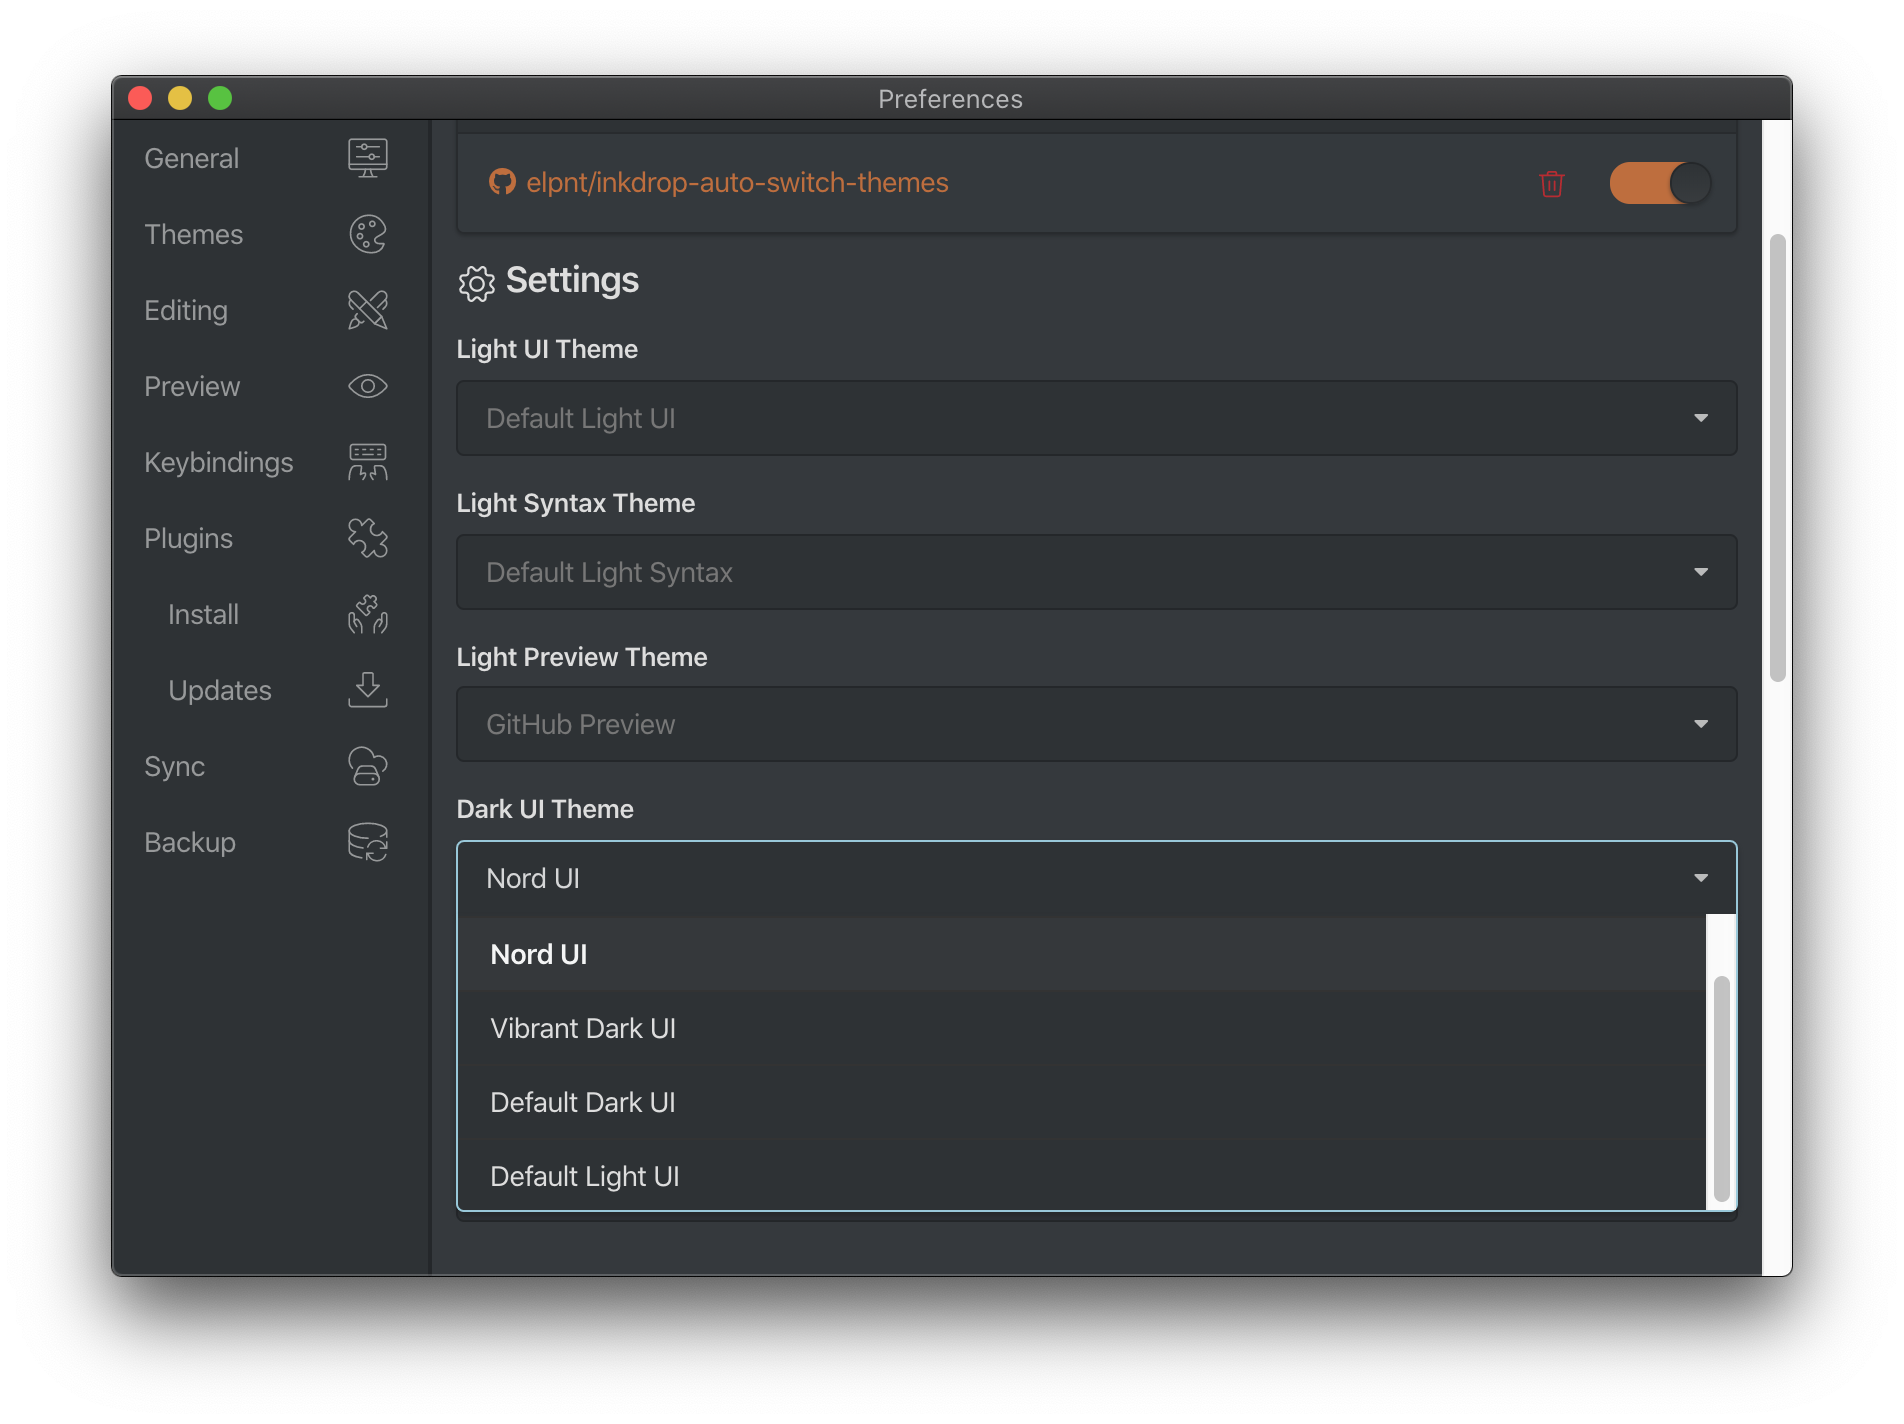 Preferences
General
Themes
Editing
Preview
Keybindings
Plugins
Install
Updates
Sync
Backup
elpnt/inkdrop-auto-switch-themes
Settings
Light UI Theme
Default Light UI
Light Syntax Theme
Default Light Syntax
Light Preview Theme
GitHub Preview
Dark UI Theme
Nord UI
Nord UI
Vibrant Dark UI
Default Dark UI
Default Light UI